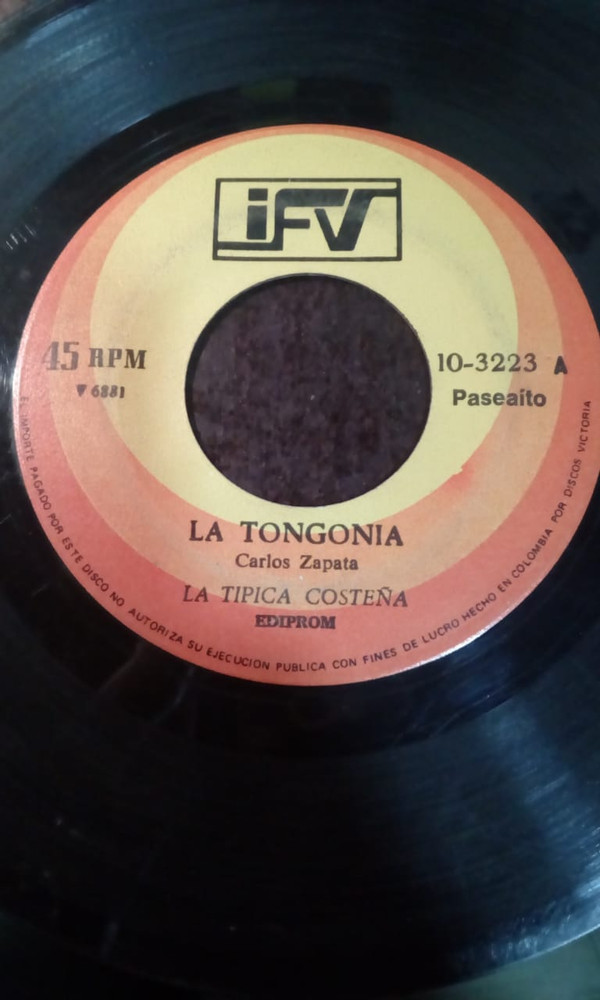 iFV
45 RPM
▼ 6881
10-3223 A
Paseaito
LA TONGONIA
Carlos Zapata
LA TIPICA COSTEÑA
EDIPROM
EL IMPORTE PAGADO POR ESTE DISCO NO AUTORIZA SU EJECUCION PUBLICA CON FINES DE LUCRO HECHO EN COLOMBIA POR DISCOS VICTORIA